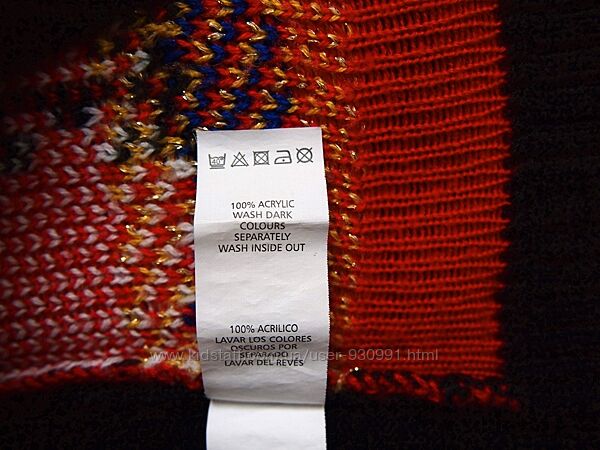 100% ACRYLIC
WASH DARK
COLOURS
SEPARATELY
WASH INSIDE OUT
100% ACRILICO
LAVAR LOS COLORES
OSCUROS POR
SEPARADO
LAVAR DEL REVÉS